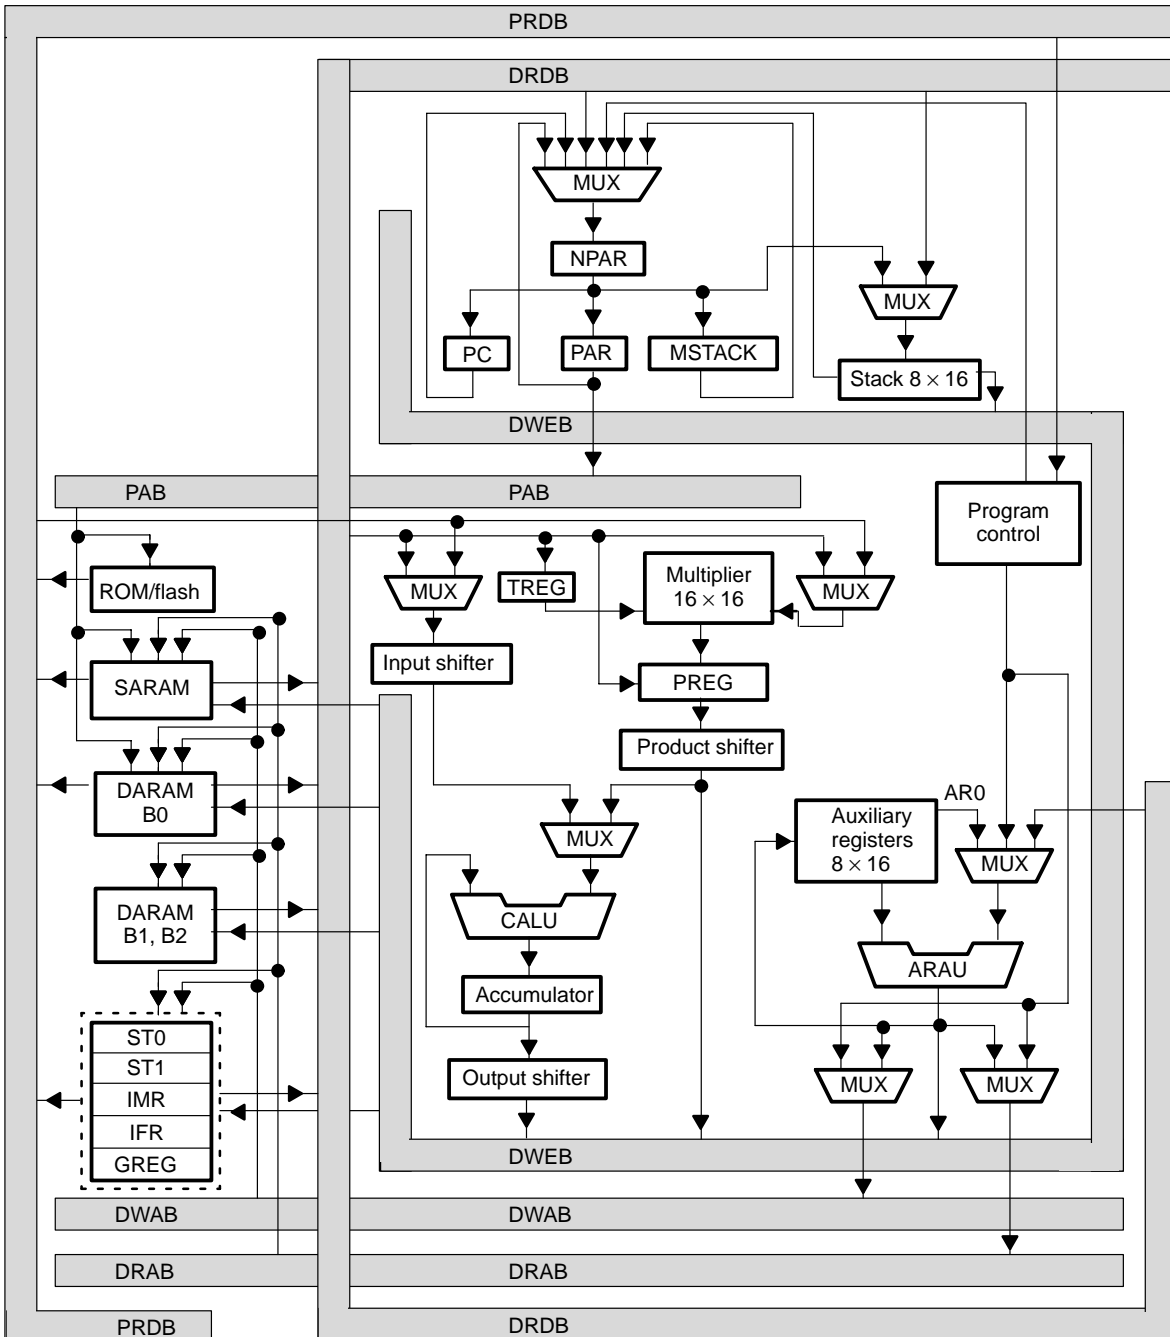 PRDB
DRDB
MUX
NPAR
MUX
PC
PAR
MSTACK
Stack 8 × 16
DWEB
PAB
PAB
Program
control
ROM/flash
MUX
TREG
Multiplier
16 × 16
MUX
Input shifter
SARAM
PREG
Product shifter
DARAM
B0
MUX
AR0
Auxiliary
registers
8 × 16
MUX
DARAM
B1, B2
CALU
ARAU
Accumulator
ST0
ST1
IMR
IFR
GREG
Output shifter
MUX
MUX
DWEB
DWAB
DWAB
DRAB
DRAB
PRDB
DRDB